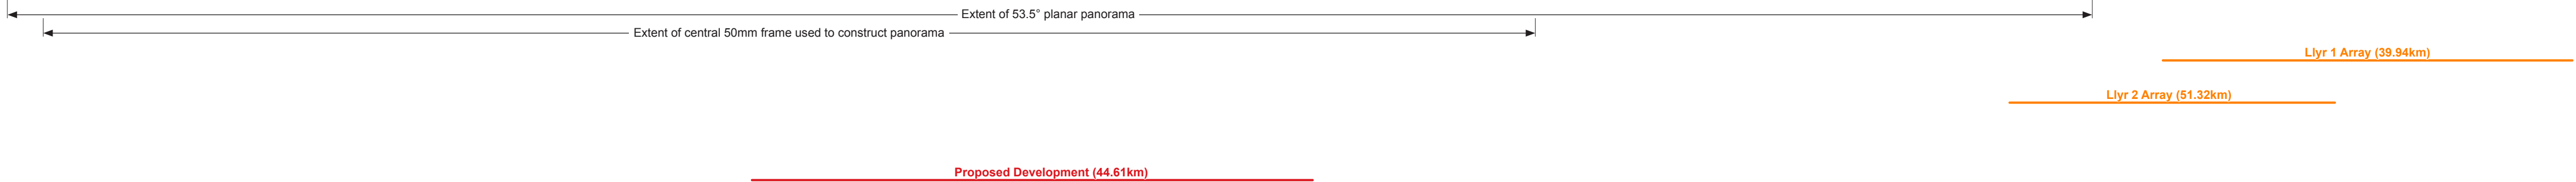 Extent of 53.5° planar panorama
Extent of central 50mm frame used to construct panorama
Llyr 1 Array (39.94km)
Llyr 2 Array (51.32km)
Proposed Development (44.61km)